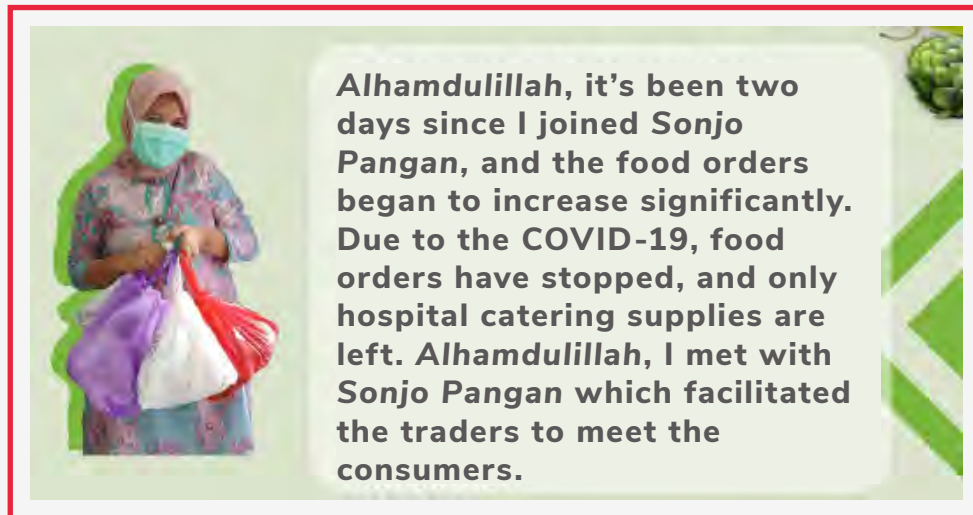 Alhamdulillah, it's been two
days since I joined Sonjo
Pangan, and the food orders
began to increase significantly.
Due to the COVID-19, food
orders have stopped, and only
hospital catering supplies are
left. Alhamdulillah, I met with
Sonjo Pangan which facilitated
the traders to meet the
consumers.